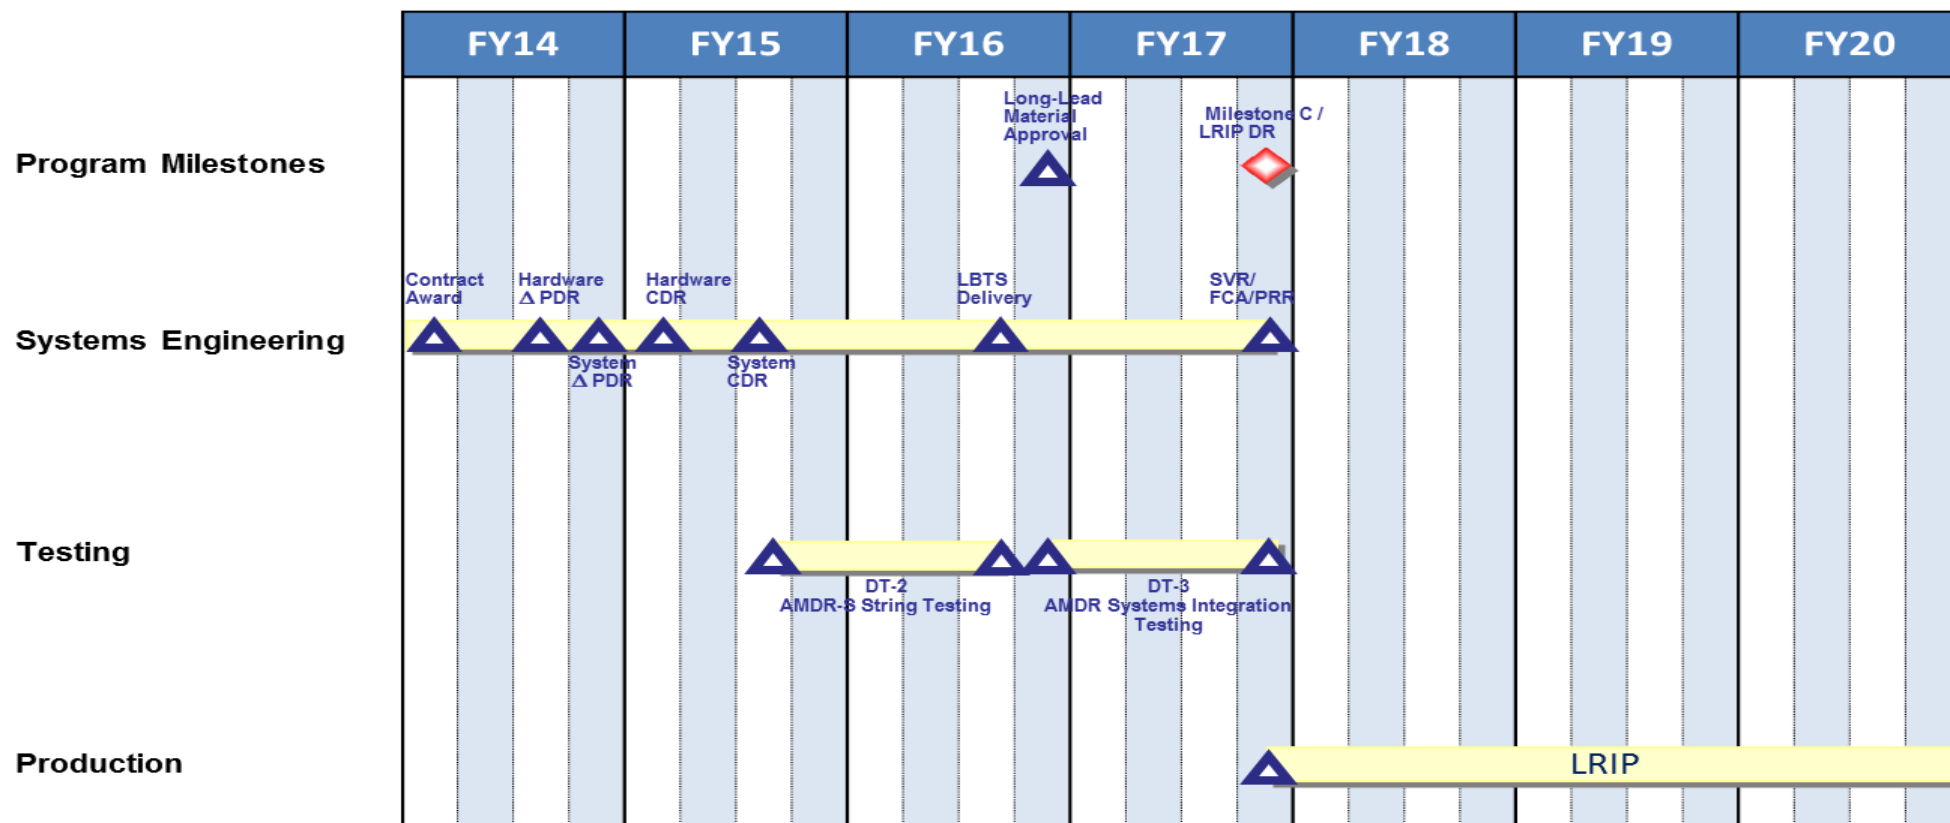 FY14 FY15 FY16 FY17 FY18 FY19 FY20
Program Milestones
Long-Lead
Material
Approval
Milestone C /
LRIP DR
Systems Engineering
Contract
Award
Hardware
Δ PDR
System
Δ PDR
Hardware
CDR
System
CDR
LBTS
Delivery
SVR/
FCA/PRR
Testing
DT-2
AMDR-S String Testing
DT-3
AMDR Systems Integration
Testing
Production
LRIP